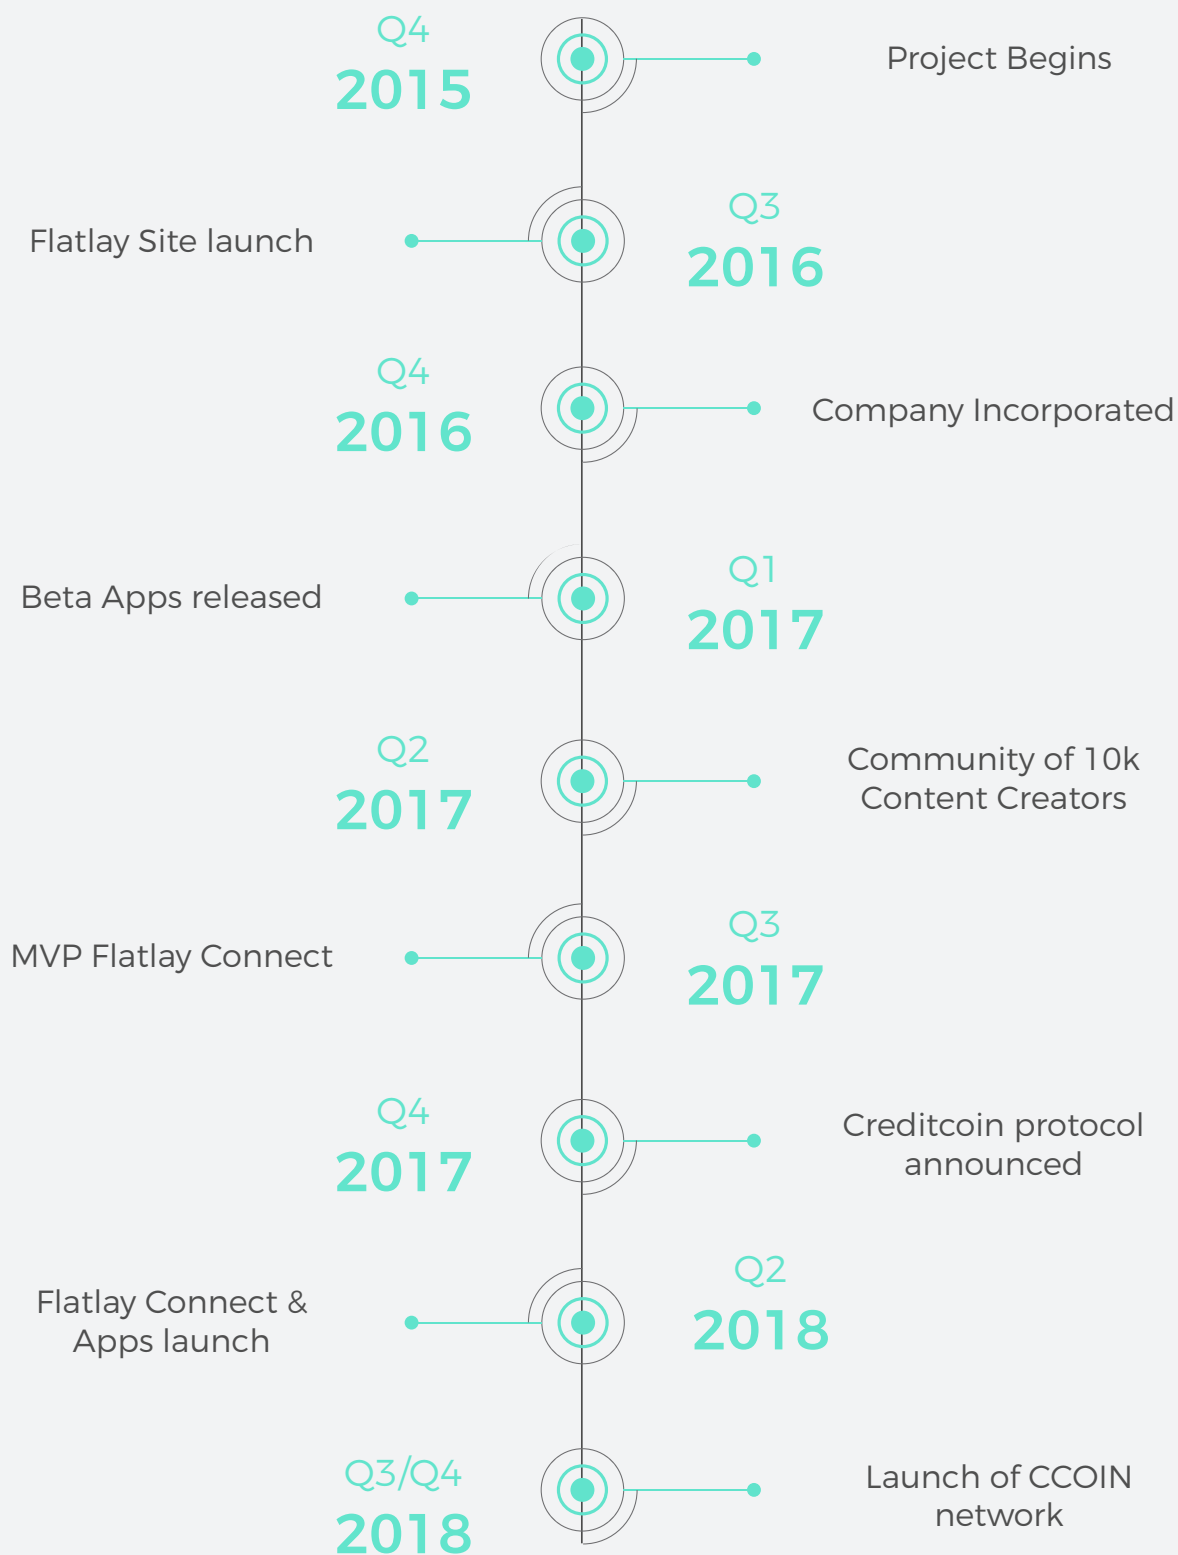 Q4
2015
Project Begins
Flatlay Site launch
Q3
2016
Q4
2016
Company Incorporated
Beta Apps released
Q1
2017
Q2
2017
Community of 10k
Content Creators
MVP Flatlay Connect
Q3
2017
Q4
2017
Creditcoin protocol
announced
Flatlay Connect &
Apps launch
Q2
2018
Q3/Q4
2018
Launch of CCOIN
network